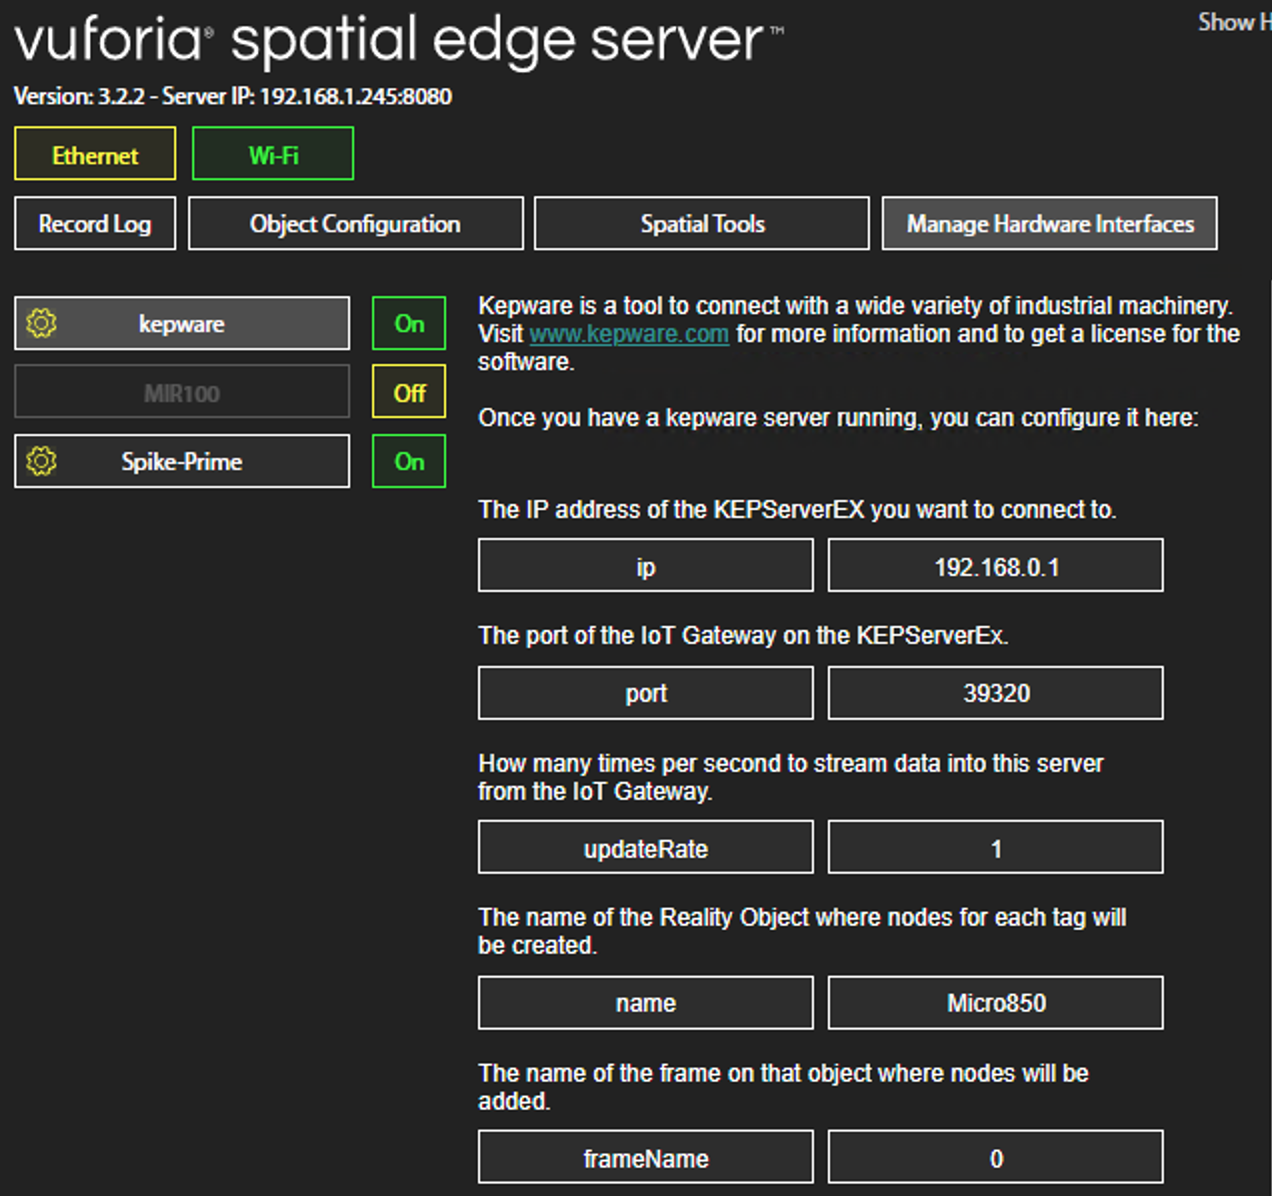 vuforia® spatial edge server™
Show H
Version: 3.2.2 - Server IP: 192.168.1.245:8080
Ethernet
Wi-Fi
Record Log
Object Configuration
Spatial Tools
Manage Hardware Interfaces
kepware
On
MIR100
Off
Spike-Prime
On
Kepware is a tool to connect with a wide variety of industrial machinery.
Visit www.kepware.com for more information and to get a license for the
software.
Once you have a kepware server running, you can configure it here:
The IP address of the KEPServerEX you want to connect to.
ip
192.168.0.1
The port of the IoT Gateway on the KEPServerEx.
port
39320
How many times per second to stream data into this server
from the IoT Gateway.
updateRate
1
The name of the Reality Object where nodes for each tag will
be created.
name
Micro850
The name of the frame on that object where nodes will be
added.
frameName
0